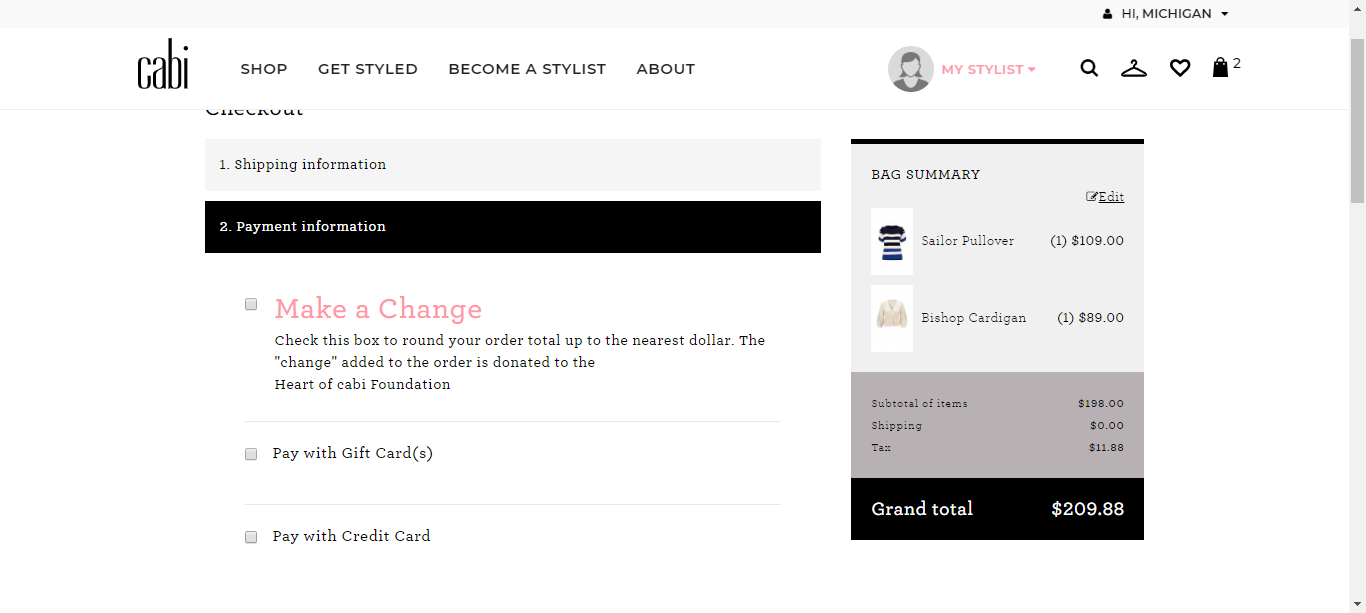 HI, MICHIGAN
cabi
SHOP GET STYLED BECOME A STYLIST ABOUT
MY STYLIST
2
Checkout
1. Shipping information
2. Payment information
Make a Change
Check this box to round your order total up to the nearest dollar. The
"change" added to the order is donated to the
Heart of cabi Foundation
Pay with Gift Card(s)
Pay with Credit Card
BAG SUMMARY
Edit
Sailor Pullover (1) $109.00
Bishop Cardigan (1) $89.00
Subtotal of items $198.00
Shipping $0.00
Tax $11.88
Grand total $209.88